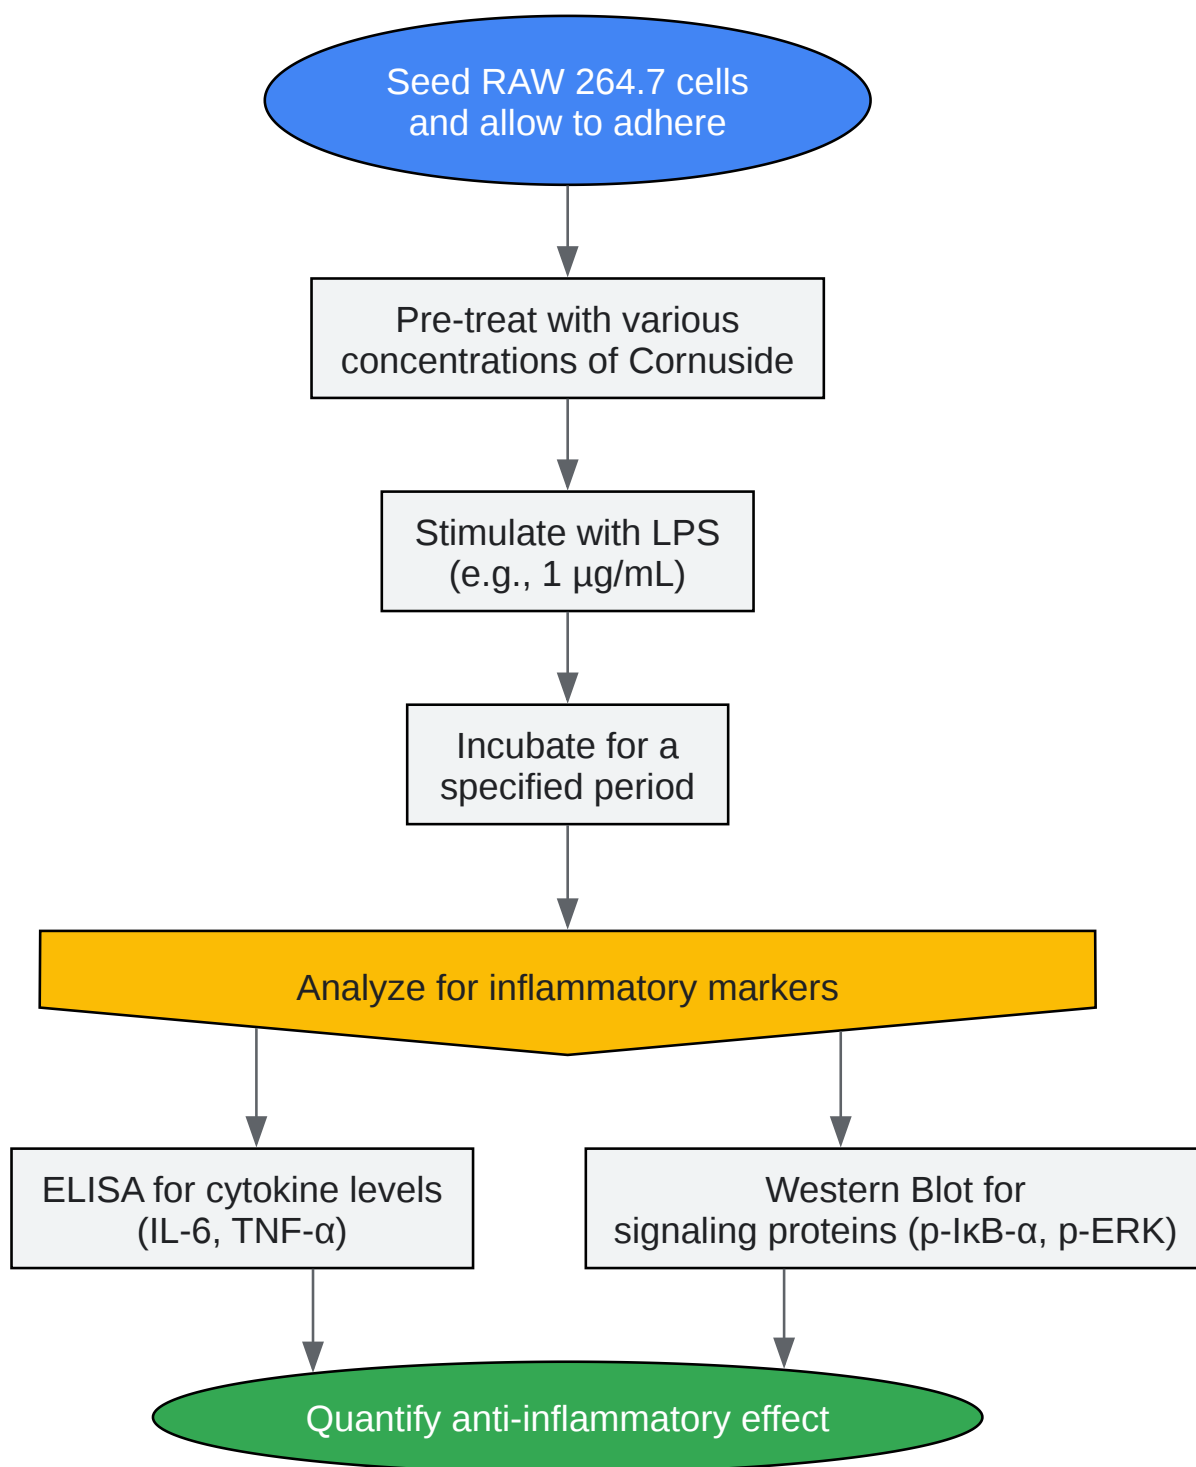 Seed RAW 264.7 cells
and allow to adhere
Pre-treat with various
concentrations of Cornuside
Stimulate with LPS
(e.g., 1 µg/mL)
Incubate for a
specified period
Analyze for inflammatory markers
ELISA for cytokine levels
(IL-6, TNF-α)
Western Blot for
signaling proteins (p-IκB-α, p-ERK)
Quantify anti-inflammatory effect